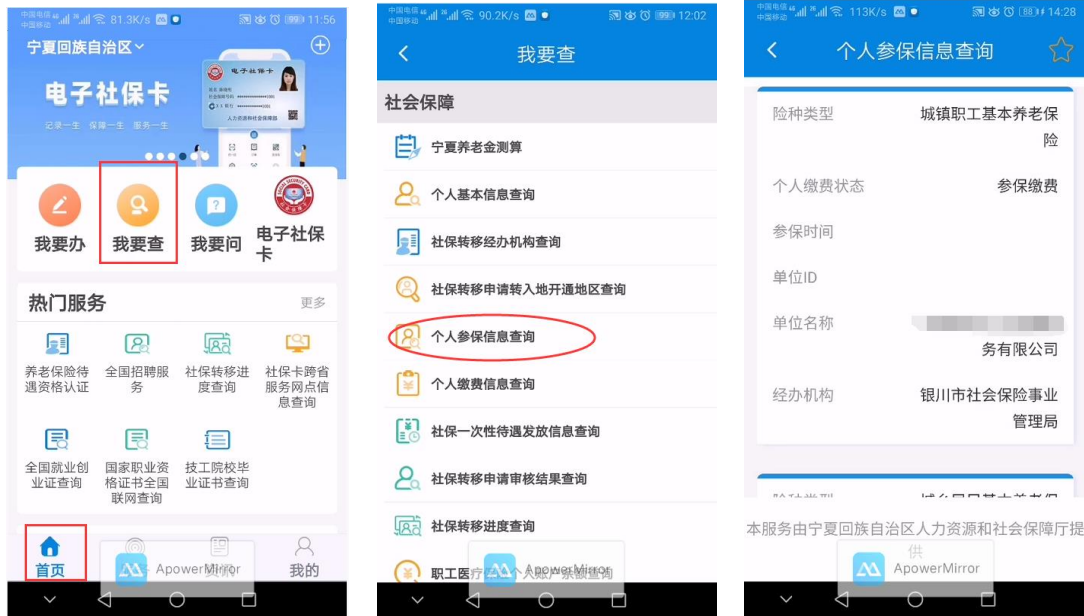 中国电信
中国移动
81.3K/s
99
11:56
宁夏回族自治区
电子社保卡
记录一生 保障一生 服务一生
电子社保卡
人力资源和社会保障部
我要办
我要查
我要问
电子社保
卡
热门服务
更多
养老保险待
遇资格认证
全国招聘服
务
社保转移进
度查询
社保卡跨省
服务网点信
息查询
全国就业创
业证查询
国家职业资
格证书全国
联网查询
技工院校毕
业证书查询
首页
我的
ApowerMirror
中国电信
中国移动
90.2K/s
99
12:02
我要查
社会保障
宁夏养老金测算
个人基本信息查询
社保转移经办机构查询
社保转移申请转入地开通地区查询
个人参保信息查询
个人缴费信息查询
社保一次性待遇发放信息查询
社保转移申请审核结果查询
社保转移进度查询
职工医疗
个人账户余额查询
ApowerMirror
中国电信
中国移动
113K/s
88
14:28
个人参保信息查询
险种类型
城镇职工基本养老保
险
个人缴费状态
参保缴费
参保时间
单位ID
单位名称
务有限公司
经办机构
银川市社会保险事业
管理局
本服务由宁夏回族自治区人力资源和社会保障厅提
供
ApowerMirror